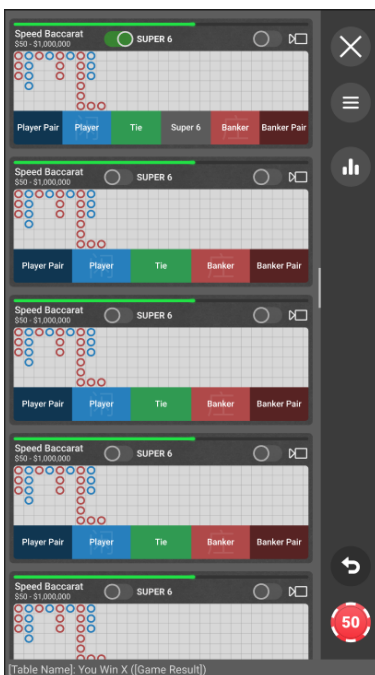 Speed Baccarat
$50 - $1,000,000
SUPER 6
Player Pair
Player
Tie
Super 6
Banker
Banker Pair
Speed Baccarat
$50 - $1,000,000
SUPER 6
Player Pair
Player
Tie
Banker
Banker Pair
Speed Baccarat
$50 - $1,000,000
SUPER 6
Player Pair
Player
Tie
Banker
Banker Pair
Speed Baccarat
$50 - $1,000,000
SUPER 6
Player Pair
Player
Tie
Banker
Banker Pair
Speed Baccarat
$50 - $1,000,000
SUPER 6
50
[Table Name]: You Win X ([Game Result])